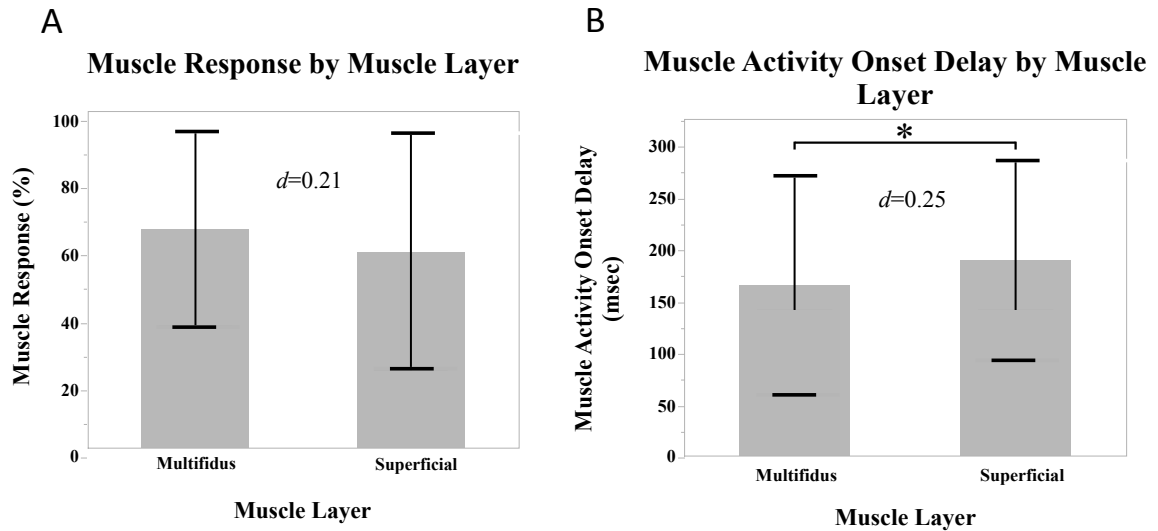 A
Muscle Response by Muscle Layer
Muscle Response (%)
100
80
60
40
20
0
d=0.21
Multifidus Superficial
Muscle Layer
B
Muscle Activity Onset Delay by Muscle
Layer
Muscle Activity Onset Delay
(msec)
300
250
200
150
100
50
0
*
d=0.25
Multifidus Superficial
Muscle Layer